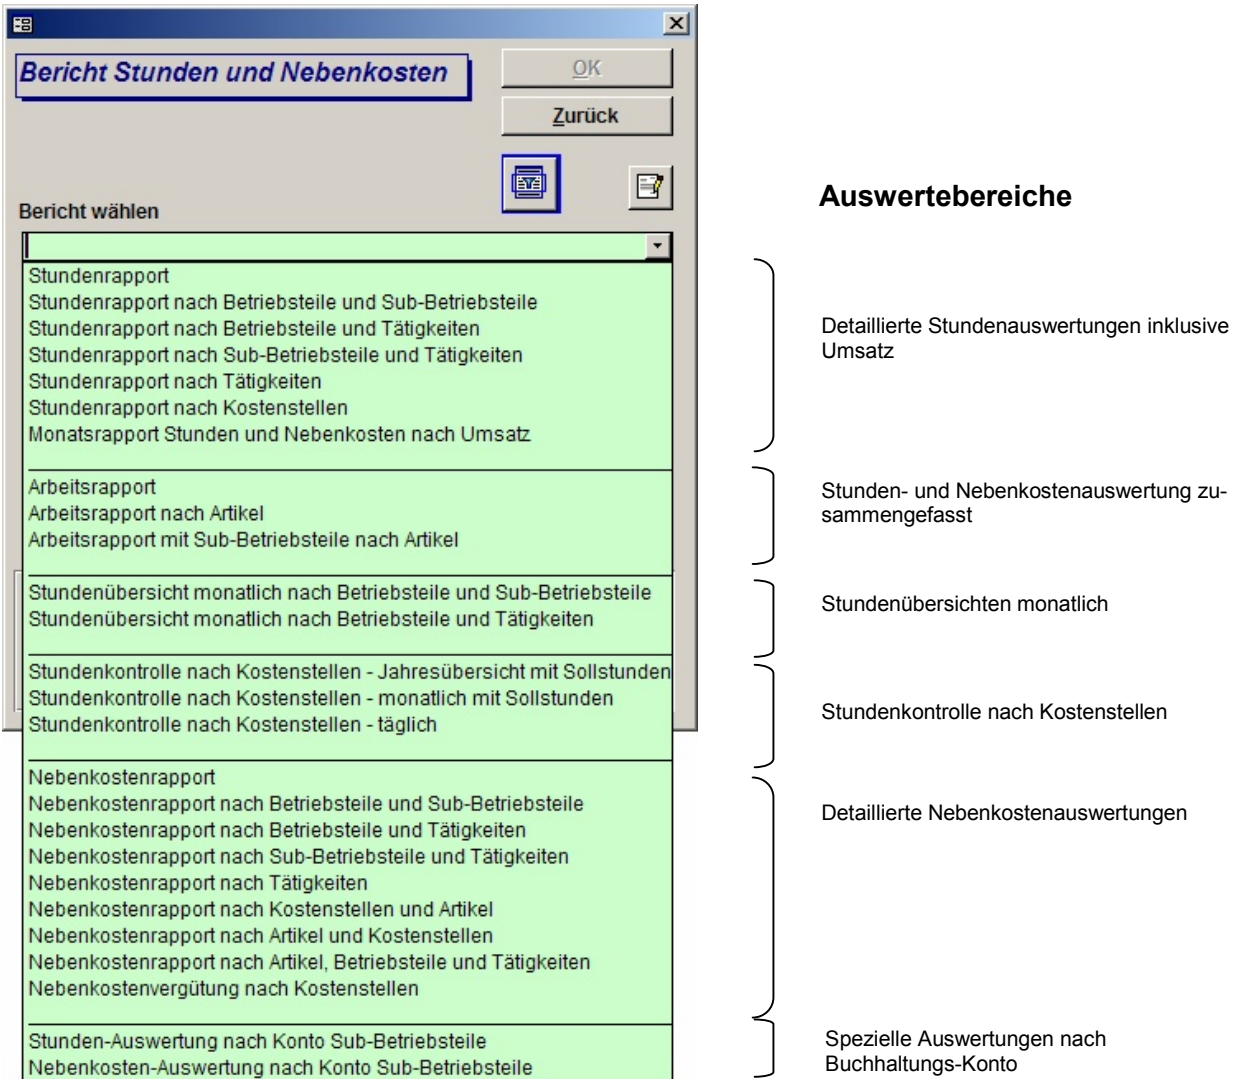 Bericht Stunden und Nebenkosten
OK
Zurück
Bericht wählen
Stundenrapport
Stundenrapport nach Betriebsteile und Sub-Betriebsteile
Stundenrapport nach Betriebsteile und Tätigkeiten
Stundenrapport nach Sub-Betriebsteile und Tätigkeiten
Stundenrapport nach Tätigkeiten
Stundenrapport nach Kostenstellen
Monatsrapport Stunden und Nebenkosten nach Umsatz
Arbeitsrapport
Arbeitsrapport nach Artikel
Arbeitsrapport mit Sub-Betriebsteile nach Artikel
Stundenübersicht monatlich nach Betriebsteile und Sub-Betriebsteile
Stundenübersicht monatlich nach Betriebsteile und Tätigkeiten
Stundenkontrolle nach Kostenstellen - Jahresübersicht mit Sollstunden
Stundenkontrolle nach Kostenstellen - monatlich mit Sollstunden
Stundenkontrolle nach Kostenstellen - täglich
Nebenkostenrapport
Nebenkostenrapport nach Betriebsteile und Sub-Betriebsteile
Nebenkostenrapport nach Betriebsteile und Tätigkeiten
Nebenkostenrapport nach Sub-Betriebsteile und Tätigkeiten
Nebenkostenrapport nach Tätigkeiten
Nebenkostenrapport nach Kostenstellen und Artikel
Nebenkostenrapport nach Artikel und Kostenstellen
Nebenkostenrapport nach Artikel, Betriebsteile und Tätigkeiten
Nebenkostenvergütung nach Kostenstellen
Stunden-Auswertung nach Konto Sub-Betriebsteile
Nebenkosten-Auswertung nach Konto Sub-Betriebsteile
Auswertebereiche
Detaillierte Stundenauswertungen inklusive
Umsatz
Stunden- und Nebenkostenauswertung zu-
sammengefasst
Stundenübersichten monatlich
Stundenkontrolle nach Kostenstellen
Detaillierte Nebenkostenauswertungen
Spezielle Auswertungen nach
Buchhaltungs-Konto